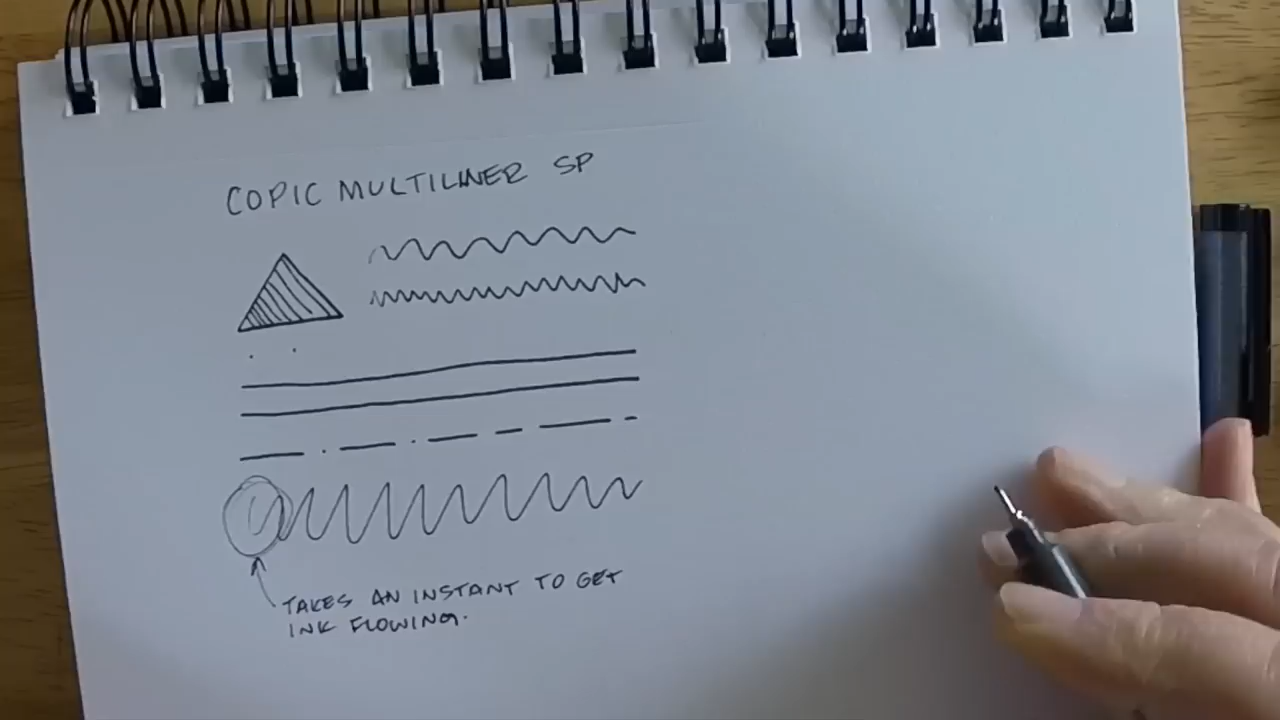 COPIC MULTILINER SP
TAKES AN INSTANT TO GET
INK FLOWING.